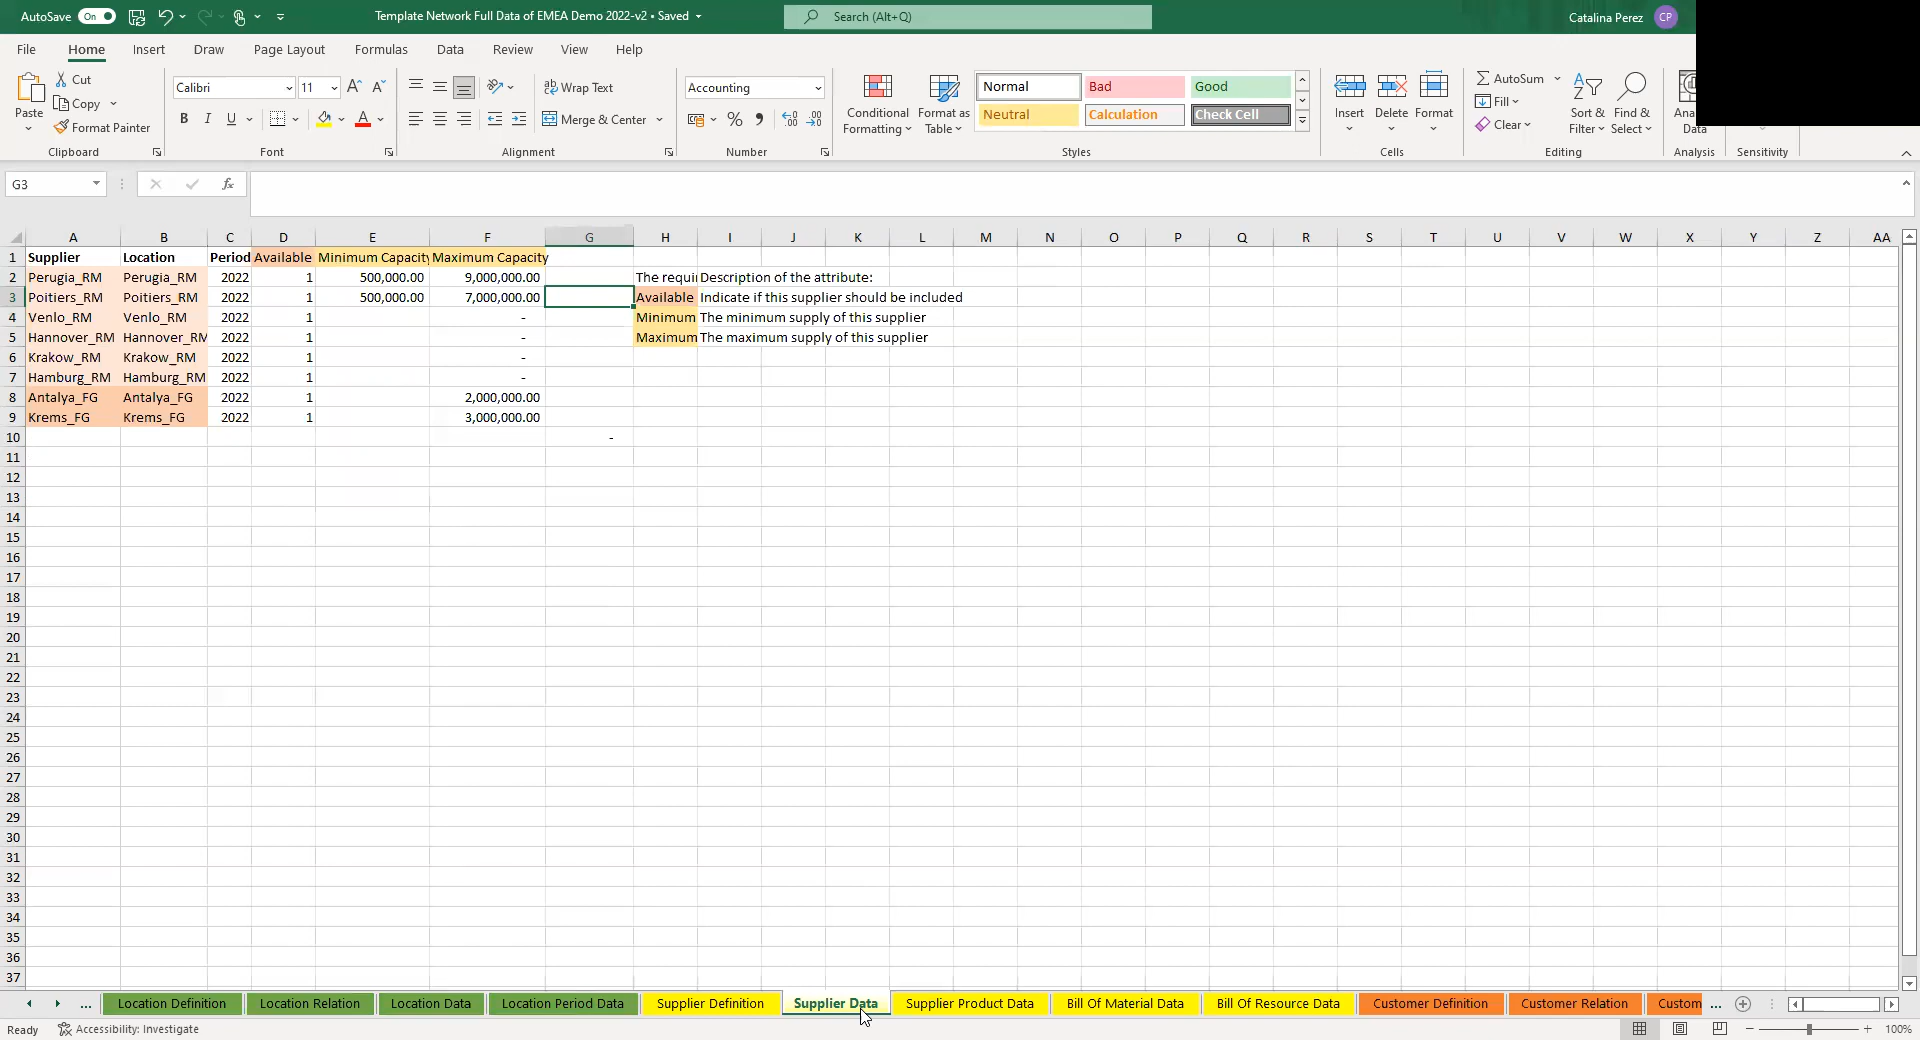 AutoSave On Template Network Full Data of EMEA Demo 2022-v2 • Saved Search (Alt+Q) Catalina Perez CP
File Home Insert Draw Page Layout Formulas Data Review View Help
Paste Cut Copy Format Painter Clipboard
Calibri 11 A A B I U A Font
ab Wrap Text Merge & Center Alignment
Accounting % Number
Conditional Formatting Format as Table Normal Bad Good Neutral Calculation Check Cell Styles
Insert Delete Format Cells
AutoSum Fill Clear Sort & Filter Find & Select Editing
Data Analysis Sensitivity
G3 fx
A B C D E F G H I J K L M N O P Q R S T U V W X Y Z AA
1 Supplier Location Period Available Minimum Capacity Maximum Capacity
2 Perugia_RM Perugia_RM 2022 1 500,000.00 9,000,000.00 The requi Description of the attribute:
3 Poitiers_RM Poitiers_RM 2022 1 500,000.00 7,000,000.00 Available Indicate if this supplier should be included
4 Venlo_RM Venlo_RM 2022 1 - Minimum The minimum supply of this supplier
5 Hannover_RM Hannover_RM 2022 1 - Maximum The maximum supply of this supplier
6 Krakow_RM Krakow_RM 2022 1 -
7 Hamburg_RM Hamburg_RM 2022 1 -
8 Antalya_FG Antalya_FG 2022 1 2,000,000.00
9 Krems_FG Krems_FG 2022 1 3,000,000.00
10 -
11
12
13
14
15
16
17
18
19
20
21
22
23
24
25
26
27
28
29
30
31
32
33
34
35
36
37
... Location Definition Location Relation Location Data Location Period Data Supplier Definition Supplier Data Supplier Product Data Bill Of Material Data Bill Of Resource Data Customer Definition Customer Relation Custom ...
Ready Accessibility: Investigate 100%